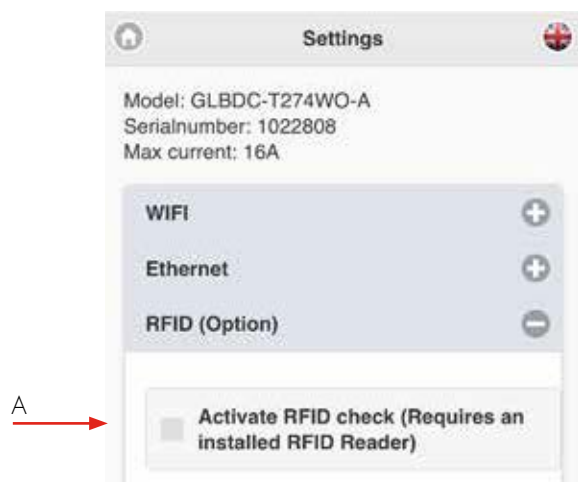 Settings
Model: GLBDC-T274WO-A
Serialnumber: 1022808
Max current: 16A
WIFI
Ethernet
RFID (Option)
A
Activate RFID check (Requires an
installed RFID Reader)